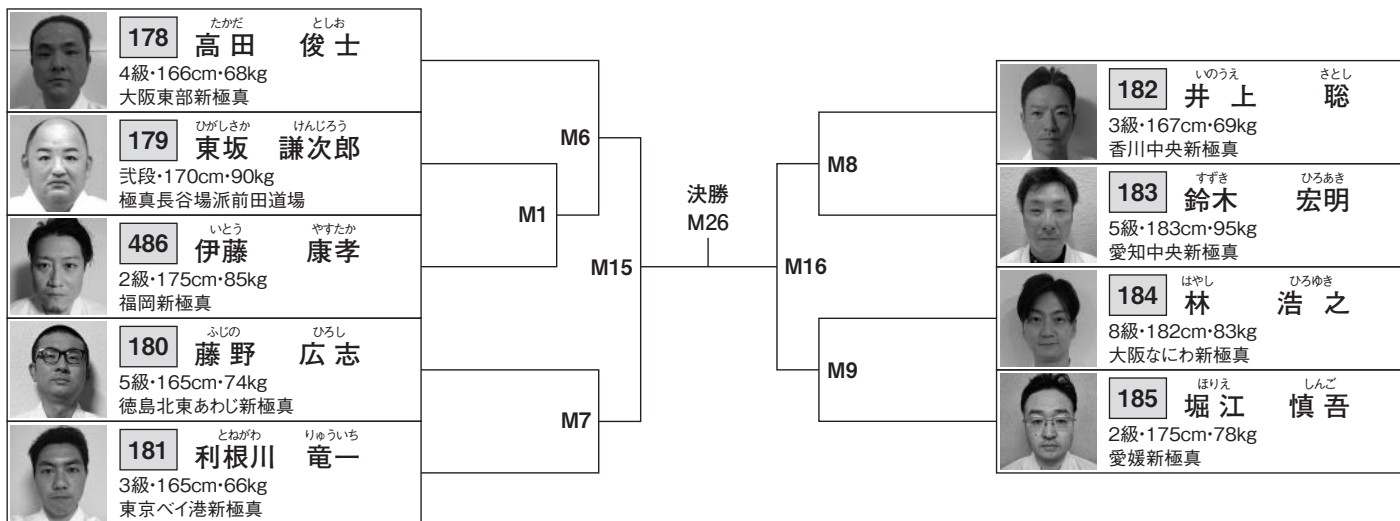 たかだ としお
178 高田 俊士
4級・166cm・68kg
大阪東部新極真
ひがしさか けんじろう
179 東坂 謙次郎
弐段・170cm・90kg
極真長谷場派前田道場
いとう やすたか
486 伊藤 康孝
2級・175cm・85kg
福岡新極真
ふじの ひろし
180 藤野 広志
5級・165cm・74kg
徳島北東あわじ新極真
とねがわ りゅういち
181 利根川 竜一
3級・165cm・66kg
東京ベイ港新極真
M6
M1
M15
M7
決勝
M26
M8
M16
M9
いのうえ さとし
182 井上 聡
3級・167cm・69kg
香川中央新極真
すずき ひろあき
183 鈴木 宏明
5級・183cm・95kg
愛知中央新極真
はやし ひろゆき
184 林 浩之
8級・182cm・83kg
大阪なにわ新極真
ほりえ しんご
185 堀江 慎吾
2級・175cm・78kg
愛媛新極真